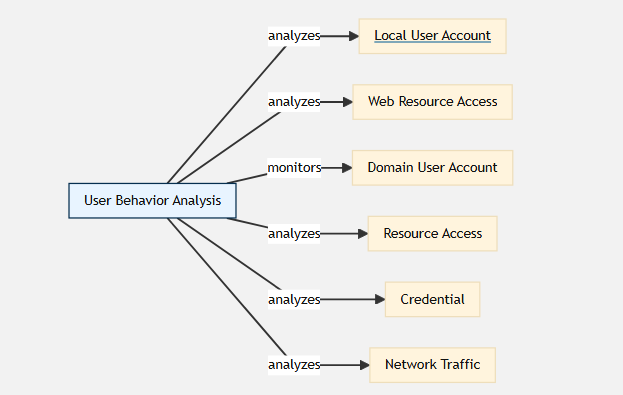 analyzes
Local User Account
analyzes
Web Resource Access
monitors
Domain User Account
User Behavior Analysis
analyzes
Resource Access
analyzes
Credential
analyzes
Network Traffic